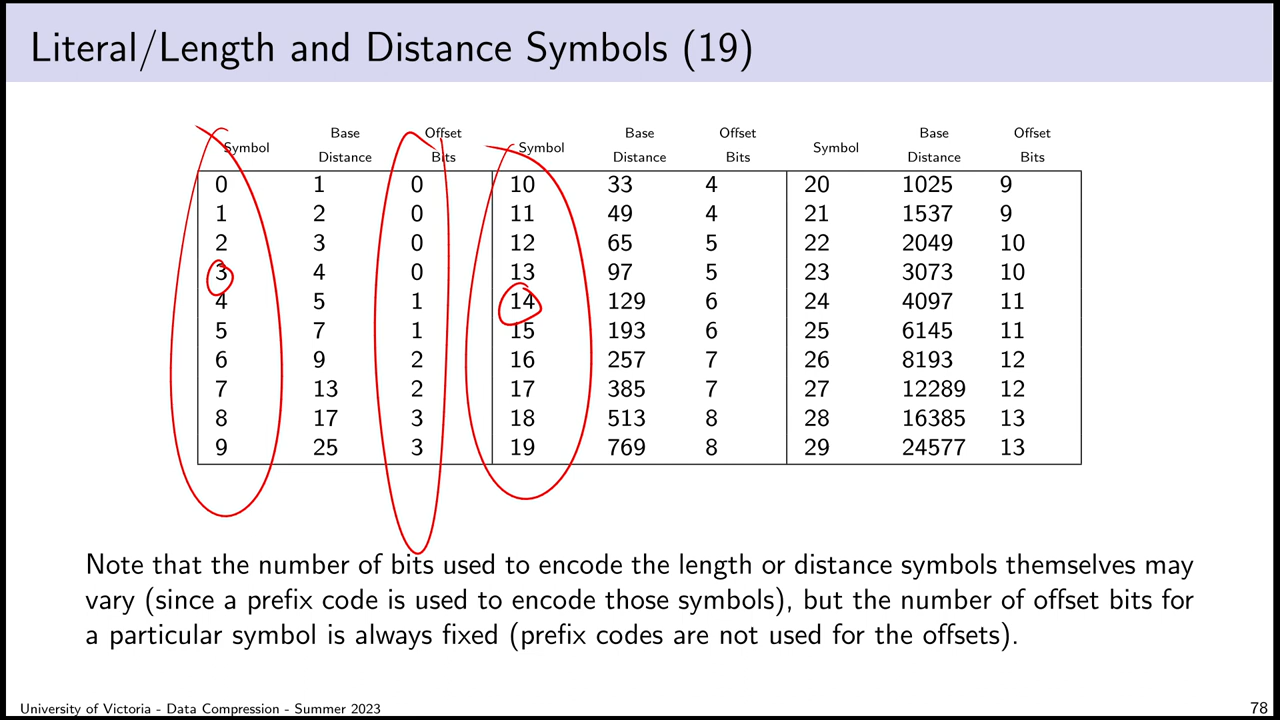 Literal/Length and Distance Symbols (19)
Symbol Base Distance Offset Bits Symbol Base Distance Offset Bits Symbol Base Distance Offset Bits
0 1 0 10 33 4 20 1025 9
1 2 0 11 49 4 21 1537 9
2 3 0 12 65 5 22 2049 10
3 4 0 13 97 5 23 3073 10
4 5 1 14 129 6 24 4097 11
5 7 1 15 193 6 25 6145 11
6 9 2 16 257 7 26 8193 12
7 13 2 17 385 7 27 12289 12
8 17 3 18 513 8 28 16385 13
9 25 3 19 769 8 29 24577 13
Note that the number of bits used to encode the length or distance symbols themselves may
vary (since a prefix code is used to encode those symbols), but the number of offset bits for
a particular symbol is always fixed (prefix codes are not used for the offsets).
University of Victoria - Data Compression - Summer 2023
78